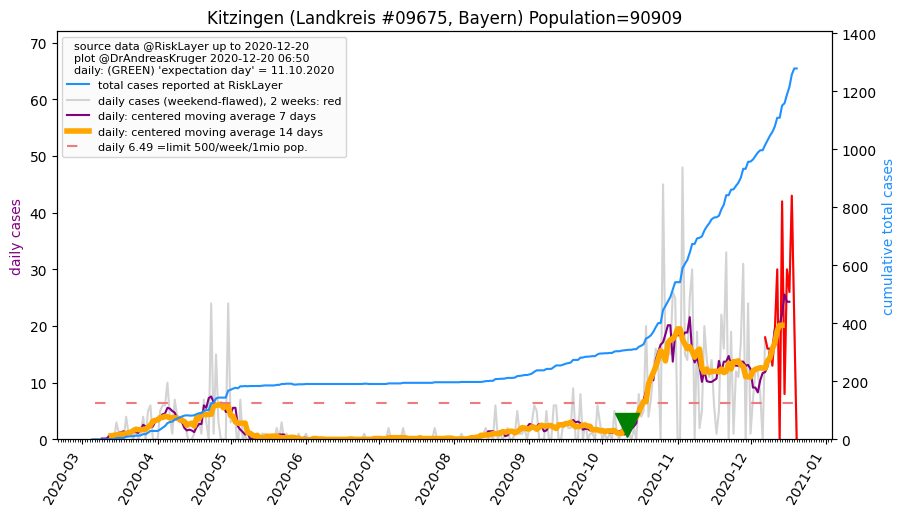 Kitzingen (Landkreis #09675, Bayern) Population=90909
source data @RiskLayer up to 2020-12-20
plot @DrAndreasKruger 2020-12-20 06:50
daily: (GREEN) 'expectation day' = 11.10.2020
total cases reported at RiskLayer
daily cases (weekend-flawed), 2 weeks: red
daily: centered moving average 7 days
daily: centered moving average 14 days
daily 6.49 =limit 500/week/1mio pop.
daily cases
70
60
50
40
30
20
10
0
cumulative total cases
1400
1200
1000
800
600
400
200
0
2020-03
2020-04
2020-05
2020-06
2020-07
2020-08
2020-09
2020-10
2020-11
2020-12
2021-01